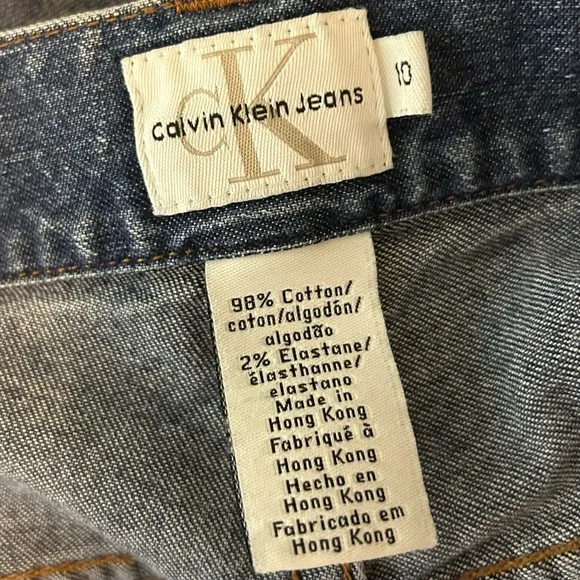 cK
Calvin Klein Jeans
10
98% Cotton/
coton/algodón/
algodão
2% Elastane/
élasthanne/
elastano
Made in
Hong Kong
Fabriqué à
Hong Kong
Hecho en
Hong Kong
Fabricado em
Hong Kong